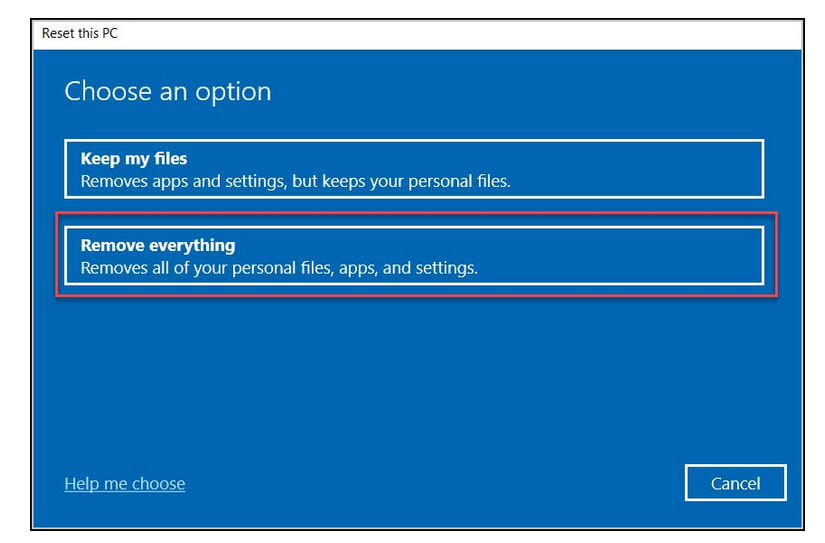 Reset this PC
Choose an option
Keep my files
Removes apps and settings, but keeps your personal files.
Remove everything
Removes all of your personal files, apps, and settings.
Help me choose
Cancel